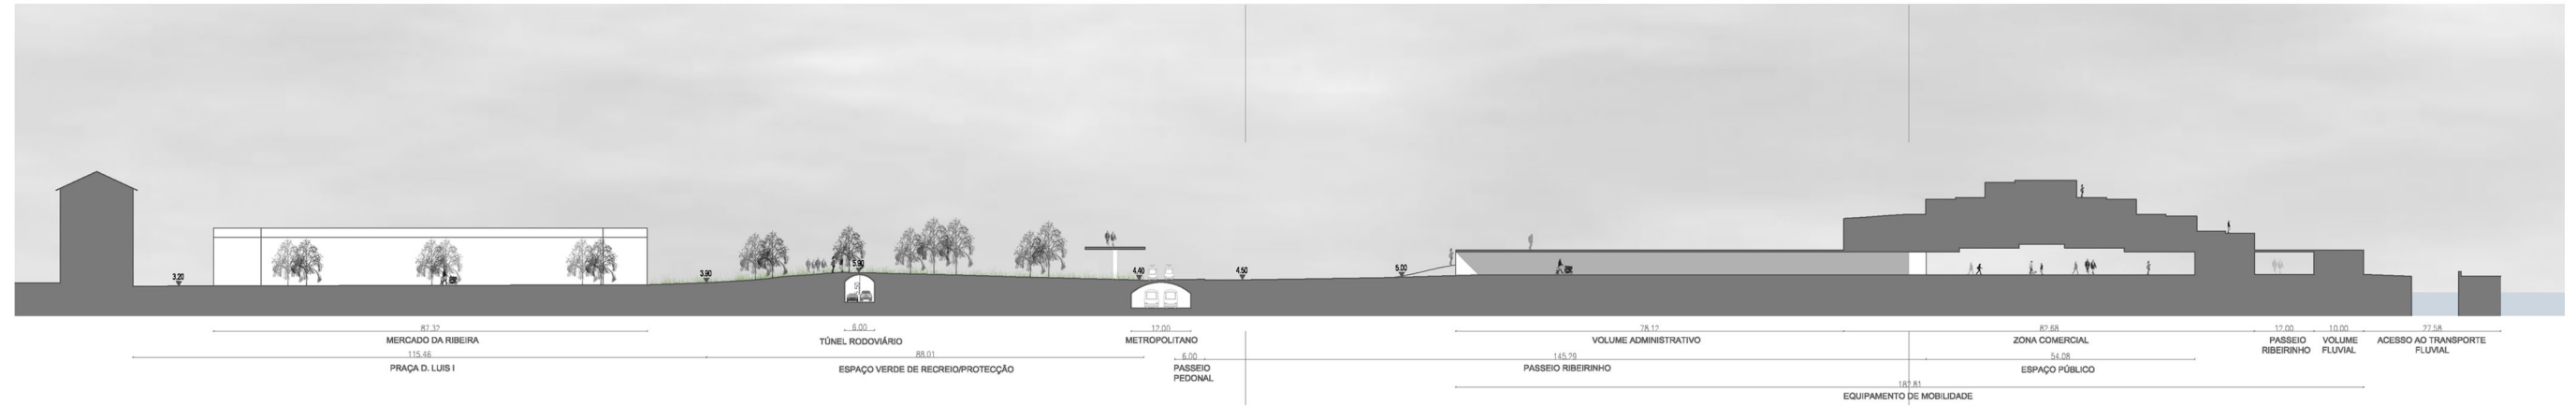 3.20
3.90
5.90
.50
4.40
4.50
5.00
87.32
MERCADO DA RIBEIRA
6.00
TÚNEL RODOVIÁRIO
12.00
METROPOLITANO
78.12
VOLUME ADMINISTRATIVO
82.68
ZONA COMERCIAL
12.00
PASSEIO
RIBEIRINHO
10.00
VOLUME
FLUVIAL
27.58
ACESSO AO TRANSPORTE
FLUVIAL
115.46
PRAÇA D. LUIS I
88.01
ESPAÇO VERDE DE RECREIO/PROTECÇÃO
6.00
PASSEIO
PEDONAL
145.29
PASSEIO RIBEIRINHO
54.08
ESPAÇO PÚBLICO
182.81
EQUIPAMENTO DE MOBILIDADE